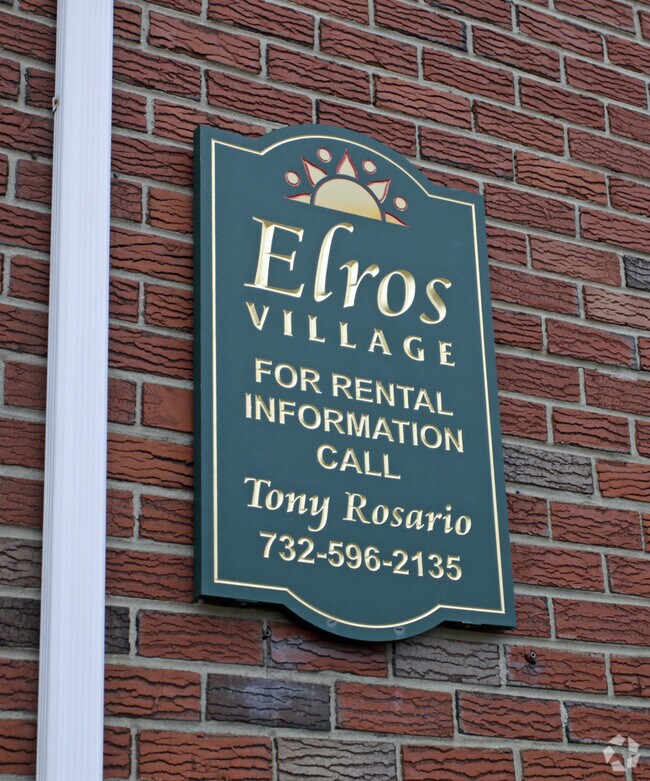 Elros
VILLAGE
FOR RENTAL
INFORMATION
CALL
Tony Rosario
732-596-2135